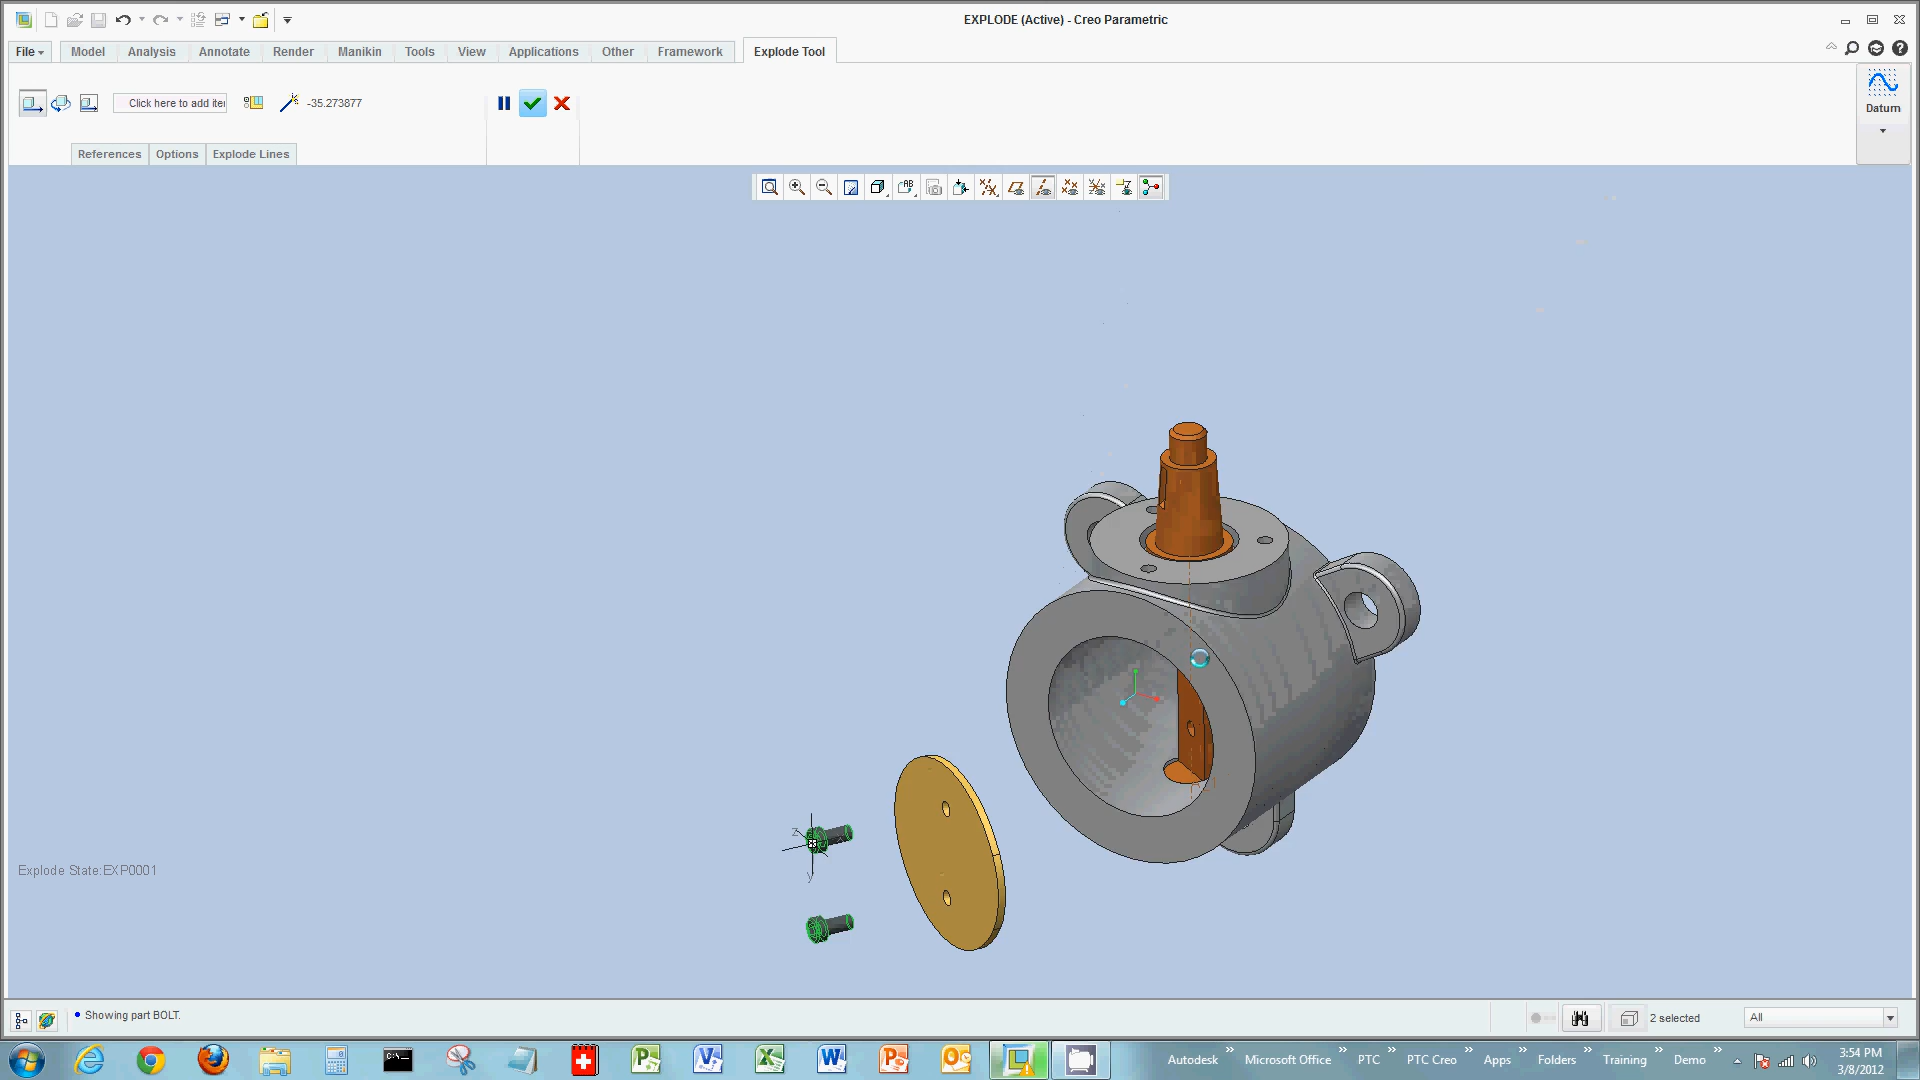 EXPLODE (Active) - Creo Parametric
File Model Analysis Annotate Render Manikin Tools View Applications Other Framework Explode Tool
Click here to add iter -35.273877
Datum
References Options Explode Lines
AB
z
y
Explode State:EXP0001
Showing part BOLT.
2 selected All
Autodesk » Microsoft Office » PTC » PTC Creo » Apps » Folders » Training » Demo »
3:54 PM
3/8/2012